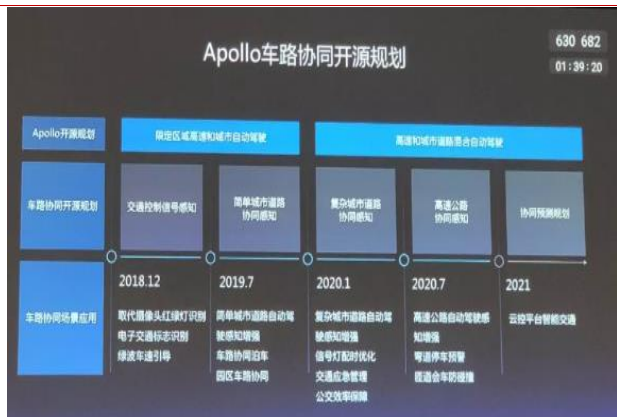 Apollo车路协同开源规划
630 682
01:39:20
Apollo开源规划
限定区域高速和城市自动驾驶
高速和城市道路混合自动驾驶
车路协同开源规划
交通控制信号感知
简单城市道路
协同感知
复杂城市道路
协同感知
高速公路
协同感知
协同预测规划
车路协同场景应用
2018.12
取代摄像头红绿灯识别
电子交通标志识别
绿波车速引导
2019.7
简单城市道路自动驾
驶感知增强
车路协同泊车
园区车路协同
2020.1
复杂城市道路自动驾
驶感知增强
信号灯配时优化
交通应急管理
公交效率保障
2020.7
高速公路自动驾驶感
知增强
弯道停车预警
匝道会车防碰撞
2021
云控平台智能交通